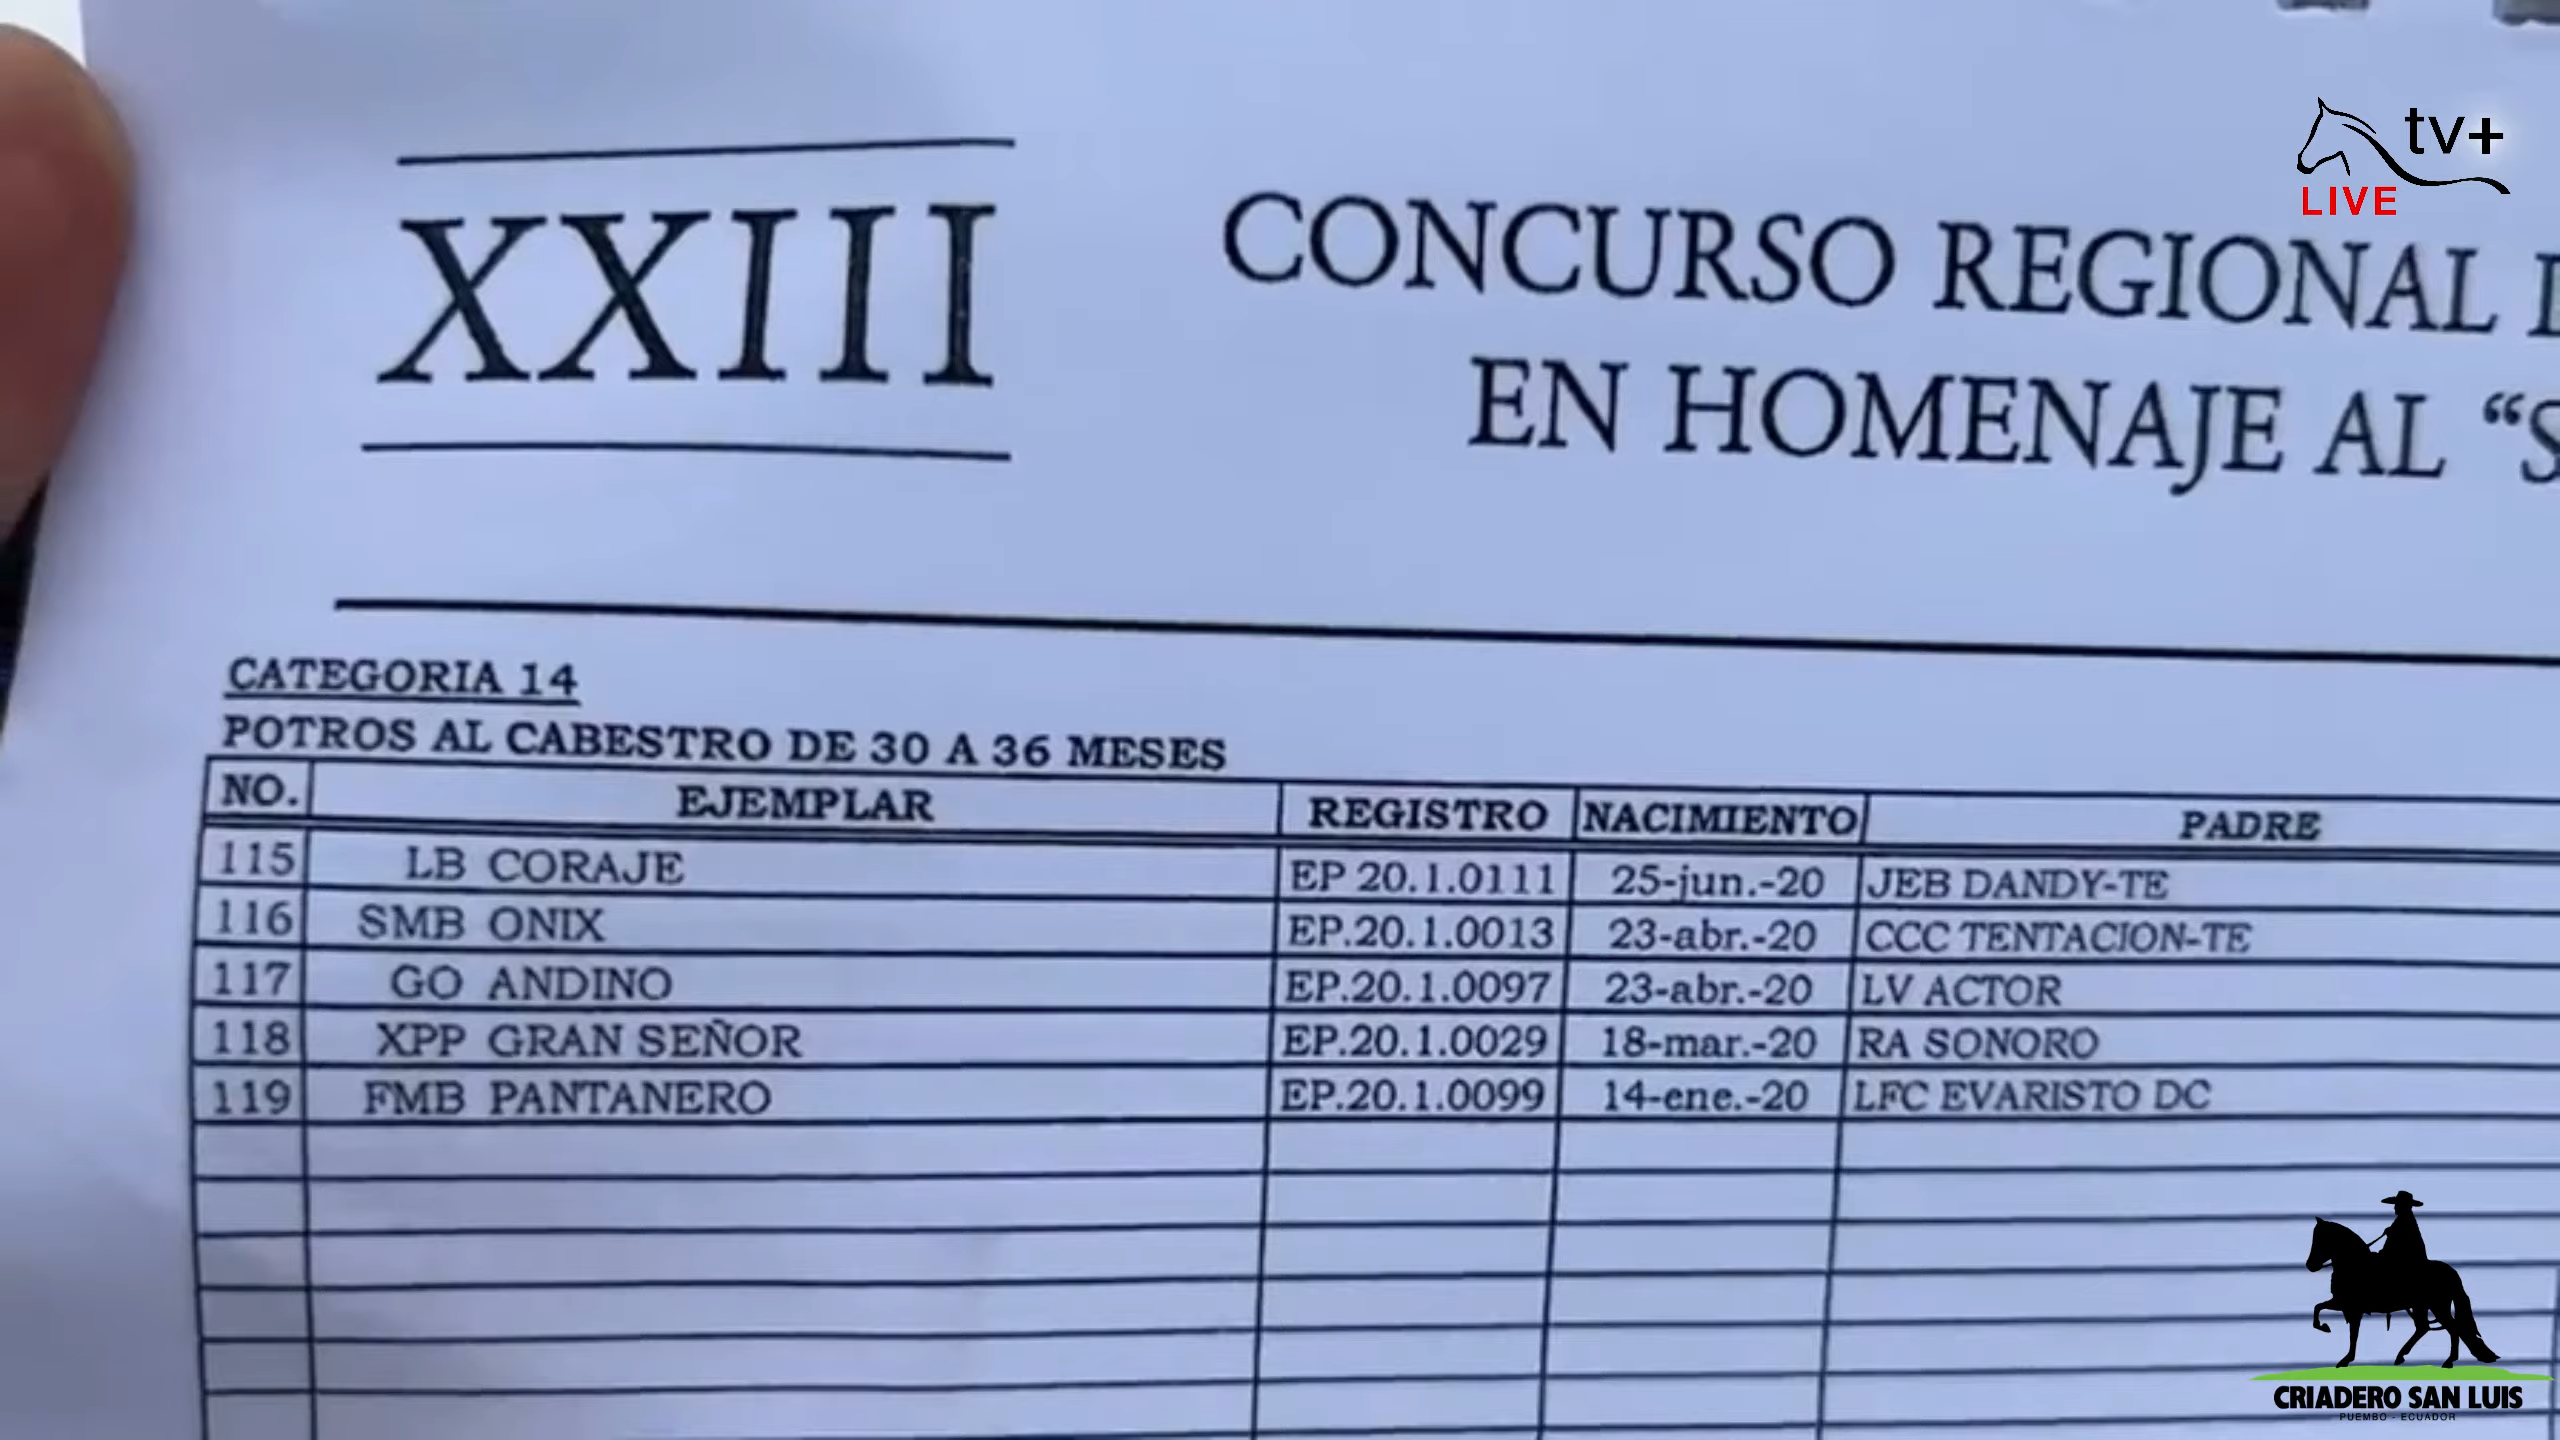 tv+
LIVE
XXIII
CONCURSO REGIONAL
EN HOMENAJE AL “S
CATEGORIA 14
POTROS AL CABESTRO DE 30 A 36 MESES
NO. EJEMPLAR REGISTRO NACIMIENTO PADRE
115 LB CORAJE EP 20.1.0111 25-jun.-20 JEB DANDY-TE
116 SMB ONIX EP.20.1.0013 23-abr.-20 CCC TENTACION-TE
117 GO ANDINO EP.20.1.0097 23-abr.-20 LV ACTOR
118 XPP GRAN SEÑOR EP.20.1.0029 18-mar.-20 RA SONORO
119 FMB PANTANERO EP.20.1.0099 14-ene.-20 LFC EVARISTO DC
CRIADERO SAN LUIS
PUEMBO - ECUADOR